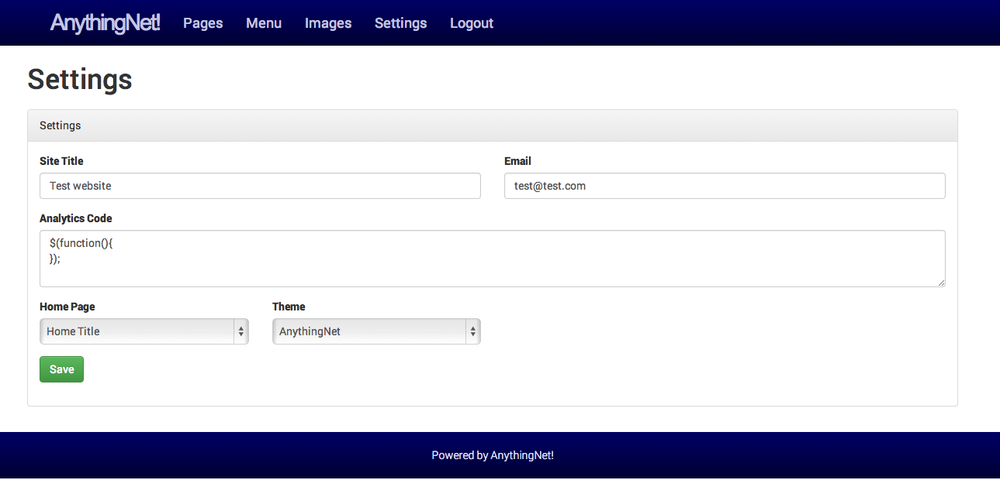 AnythingNet! Pages Menu Images Settings Logout
Settings
Settings
Site Title Email
Test website test@test.com
Analytics Code
$(function(){
});
Home Page Theme
Home Title AnythingNet
Save
Powered by AnythingNet!